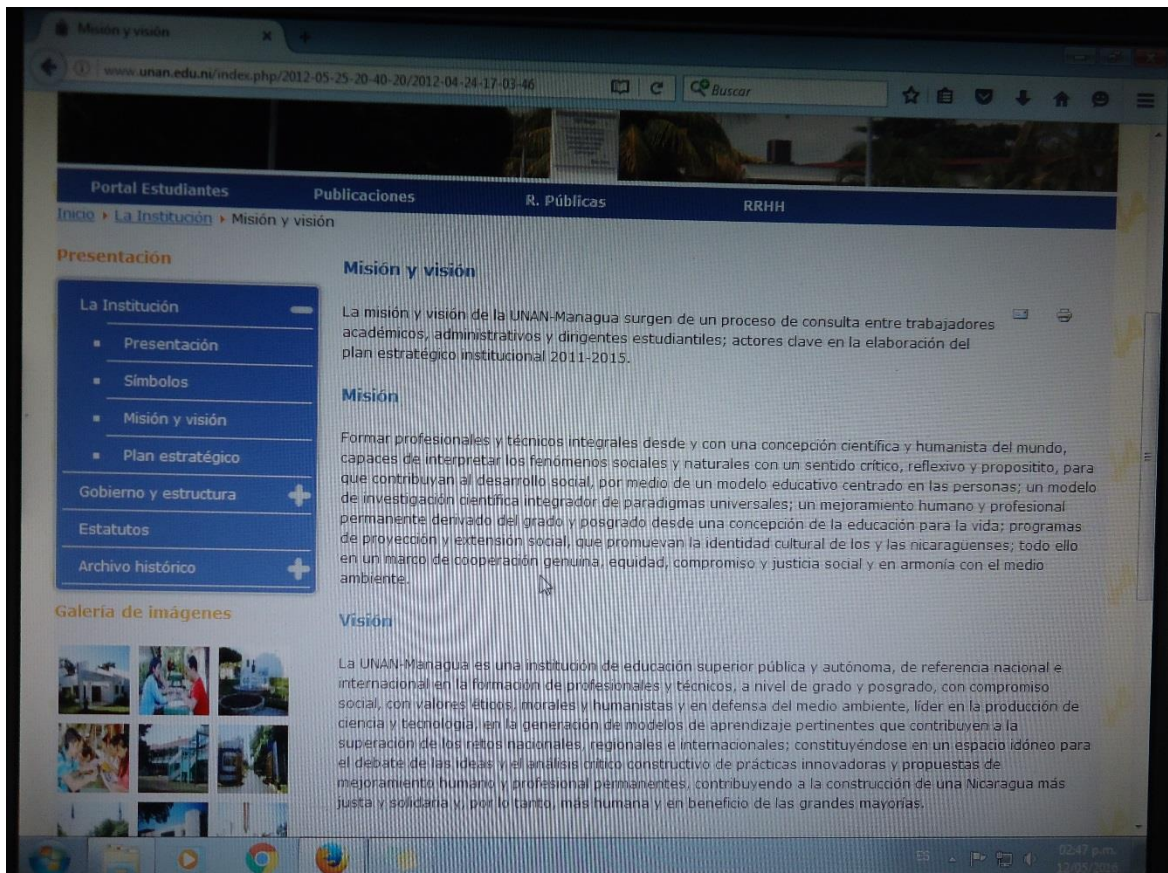 Misión y visión
www.unan.edu.ni/index.php/2012-05-25-20-40-20/2012-04-24-17-03-46
Buscar
Portal Estudiantes
Publicaciones
R. Públicas
RRHH
Inicio La Institución Misión y visión
Presentación
La Institución
Presentación
Símbolos
Misión y visión
Plan estratégico
Gobierno y estructura
Estatutos
Archivo histórico
Galería de imágenes
Misión y visión
La misión y visión de la UNAN-Managua surgen de un proceso de consulta entre trabajadores
académicos, administrativos y dirigentes estudiantiles; actores clave en la elaboración del
plan estratégico institucional 2011-2015.
Misión
Formar profesionales y técnicos integrales desde y con una concepción científica y humanista del mundo,
capaces de interpretar los fenómenos sociales y naturales con un sentido crítico, reflexivo y propositito, para
que contribuyan al desarrollo social, por medio de un modelo educativo centrado en las personas; un modelo
de investigación científica integrador de paradigmas universales; un mejoramiento humano y profesional
permanente derivado del grado y posgrado desde una concepción de la educación para la vida; programas
de proyección y extensión social, que promuevan la identidad cultural de los y las nicaragüenses; todo ello
en un marco de cooperación genuina, equidad, compromiso y justicia social y en armonía con el medio
ambiente.
Visión
La UNAN-Managua es una institución de educación superior pública y autónoma, de referencia nacional e
internacional en la formación de profesionales y técnicos, a nivel de grado y posgrado, con compromiso
social, con valores éticos, morales y humanistas y en defensa del medio ambiente, líder en la producción de
ciencia y tecnología, en la generación de modelos de aprendizaje pertinentes que contribuyen a la
superación de los retos nacionales, regionales e internacionales; constituyéndose en un espacio idóneo para
el debate de las ideas y el análisis crítico constructivo de prácticas innovadoras y propuestas de
mejoramiento humano y profesional permanentes, contribuyendo a la construcción de una Nicaragua más
justa y solidaria y, por lo tanto, más humana y en beneficio de las grandes mayorías.
ES
02:47 p.m.
12/05/2016